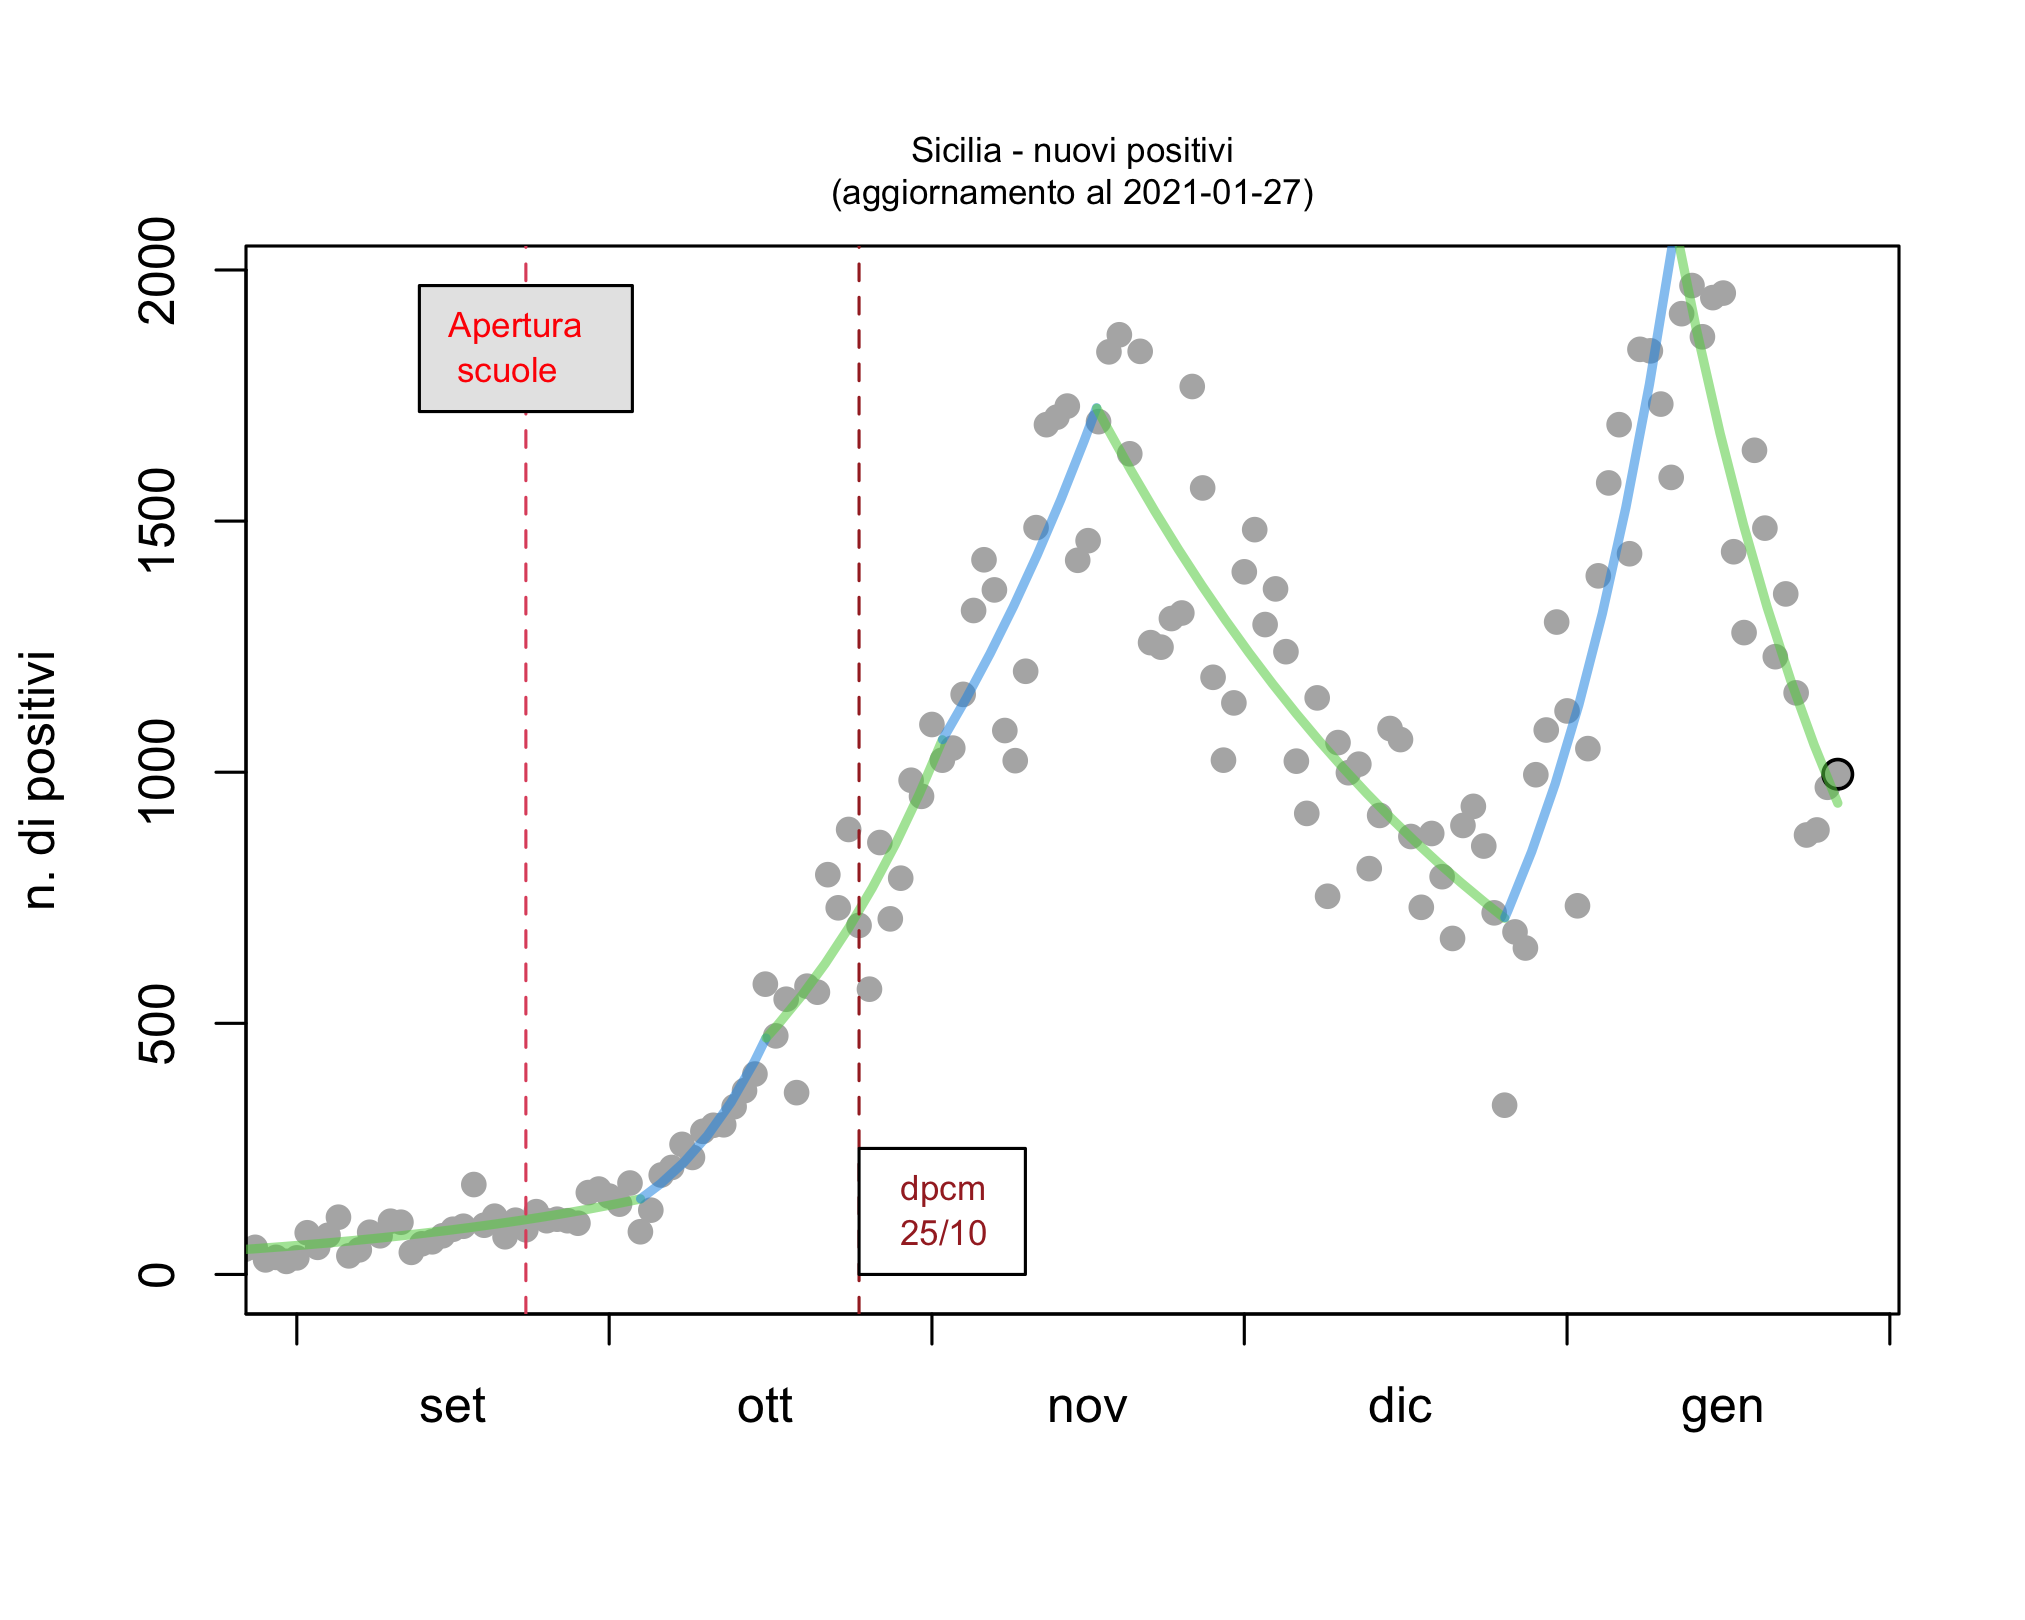 Sicilia - nuovi positivi
(aggiornamento al 2021-01-27)
n. di positivi
2000
1500
1000
500
0
Apertura
scuole
dpcm
25/10
set ott nov dic gen